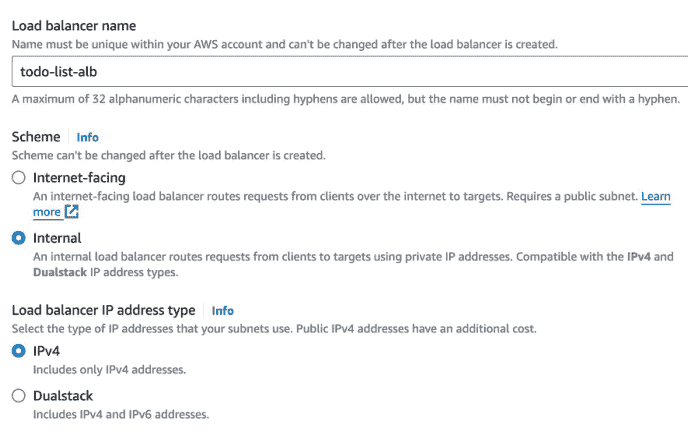 Load balancer name
Name must be unique within your AWS account and can't be changed after the load balancer is created.
todo-list-alb
A maximum of 32 alphanumeric characters including hyphens are allowed, but the name must not begin or end with a hyphen.
Scheme Info
Scheme can't be changed after the load balancer is created.
Internet-facing
An internet-facing load balancer routes requests from clients over the internet to targets. Requires a public subnet. Learn
more
Internal
An internal load balancer routes requests from clients to targets using private IP addresses. Compatible with the IPv4 and
Dualstack IP address types.
Load balancer IP address type Info
Select the type of IP addresses that your subnets use. Public IPv4 addresses have an additional cost.
IPv4
Includes only IPv4 addresses.
Dualstack
Includes IPv4 and IPv6 addresses.